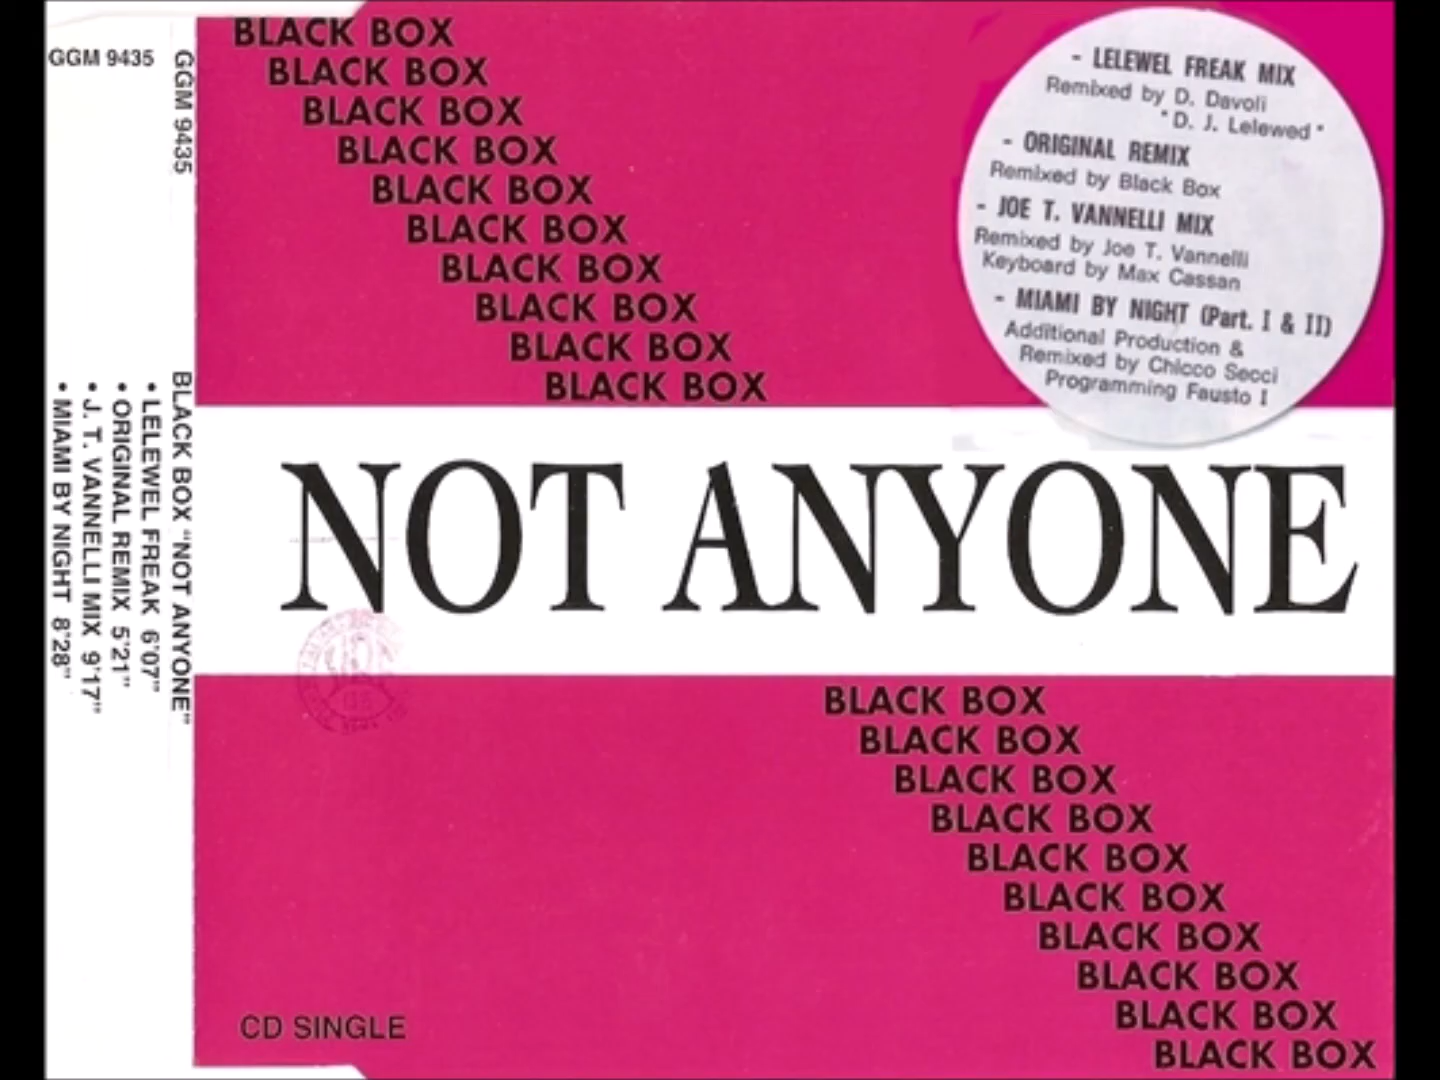 GGM 9435
GGM 9435
BLACK BOX "NOT ANYONE"
• LELEWEL FREAK 6'07"
• ORIGINAL REMIX 5'21"
• J. T. VANNELLI MIX 9'17"
• MIAMI BY NIGHT 8'28"
BLACK BOX
BLACK BOX
BLACK BOX
BLACK BOX
BLACK BOX
BLACK BOX
BLACK BOX
BLACK BOX
BLACK BOX
BLACK BOX
- LELEWEL FREAK MIX
Remixed by D. Davoli
"D. J. Lelewed"
- ORIGINAL REMIX
Remixed by Black Box
- JOE T. VANNELLI MIX
Remixed by Joe T. Vannelli
Keyboard by Max Cassan
- MIAMI BY NIGHT (Part. I & II)
Additional Production &
Remixed by Chicco Secci
Programming Fausto I
NOT ANYONE
BLACK BOX
BLACK BOX
BLACK BOX
BLACK BOX
BLACK BOX
BLACK BOX
BLACK BOX
BLACK BOX
BLACK BOX
BLACK BOX
CD SINGLE